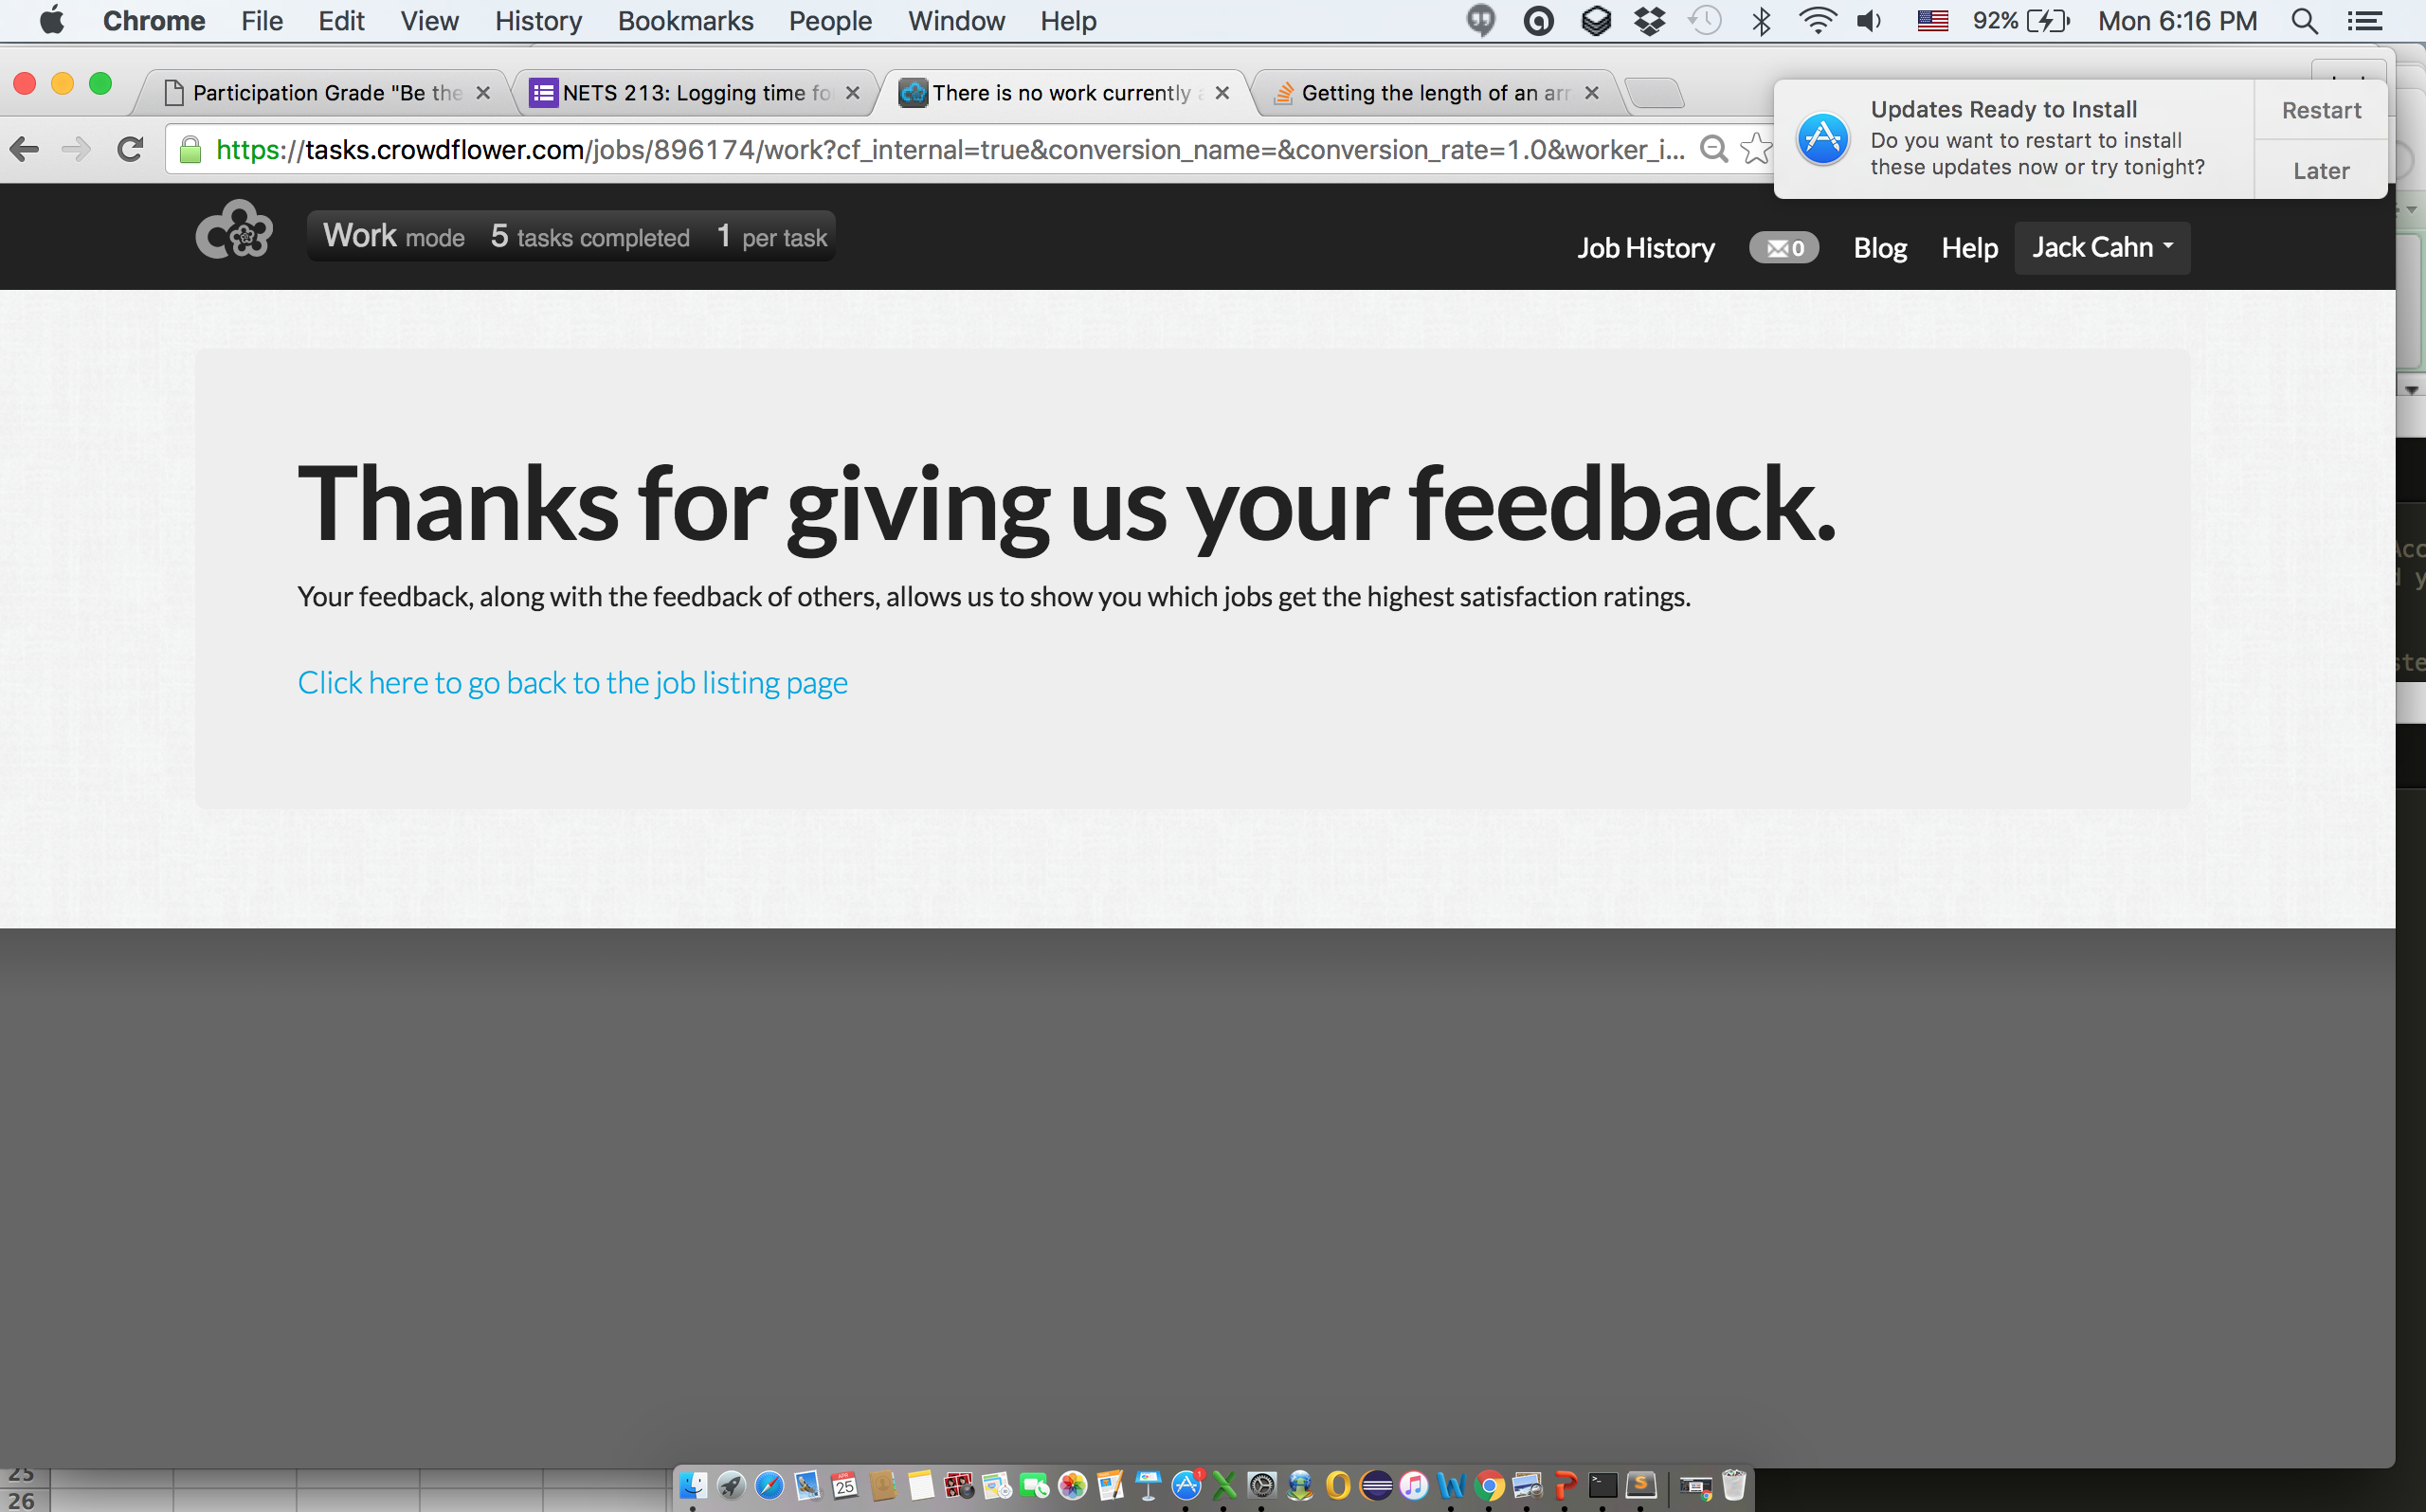 Chrome File Edit View History Bookmarks People Window Help 92% Mon 6:16 PM
Participation Grade "Be the
NETS 213: Logging time fo
There is no work currently
Getting the length of an arr
https://tasks.crowdflower.com/jobs/896174/work?cf_internal=true&conversion_name=&conversion_rate=1.0&worker_i...
Updates Ready to Install
Do you want to restart to install
these updates now or try tonight?
Restart
Later
Work mode 5 tasks completed 1 per task
Job History 0 Blog Help Jack Cahn
Thanks for giving us your feedback.
Your feedback, along with the feedback of others, allows us to show you which jobs get the highest satisfaction ratings.
Click here to go back to the job listing page
25
26
APR
25
1